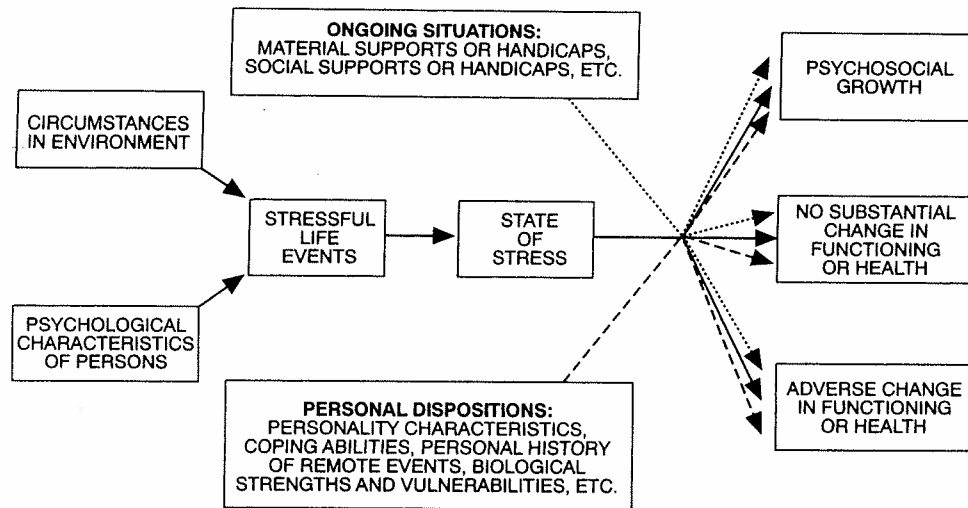 ONGOING SITUATIONS:
MATERIAL SUPPORTS OR HANDICAPS,
SOCIAL SUPPORTS OR HANDICAPS, ETC.
PSYCHOSOCIAL
GROWTH
CIRCUMSTANCES
IN ENVIRONMENT
STRESSFUL
LIFE
EVENTS
STATE
OF
STRESS
NO SUBSTANTIAL
CHANGE IN
FUNCTIONING
OR HEALTH
PSYCHOLOGICAL
CHARACTERISTICS
OF PERSONS
PERSONAL DISPOSITIONS:
PERSONALITY CHARACTERISTICS,
COPING ABILITIES, PERSONAL HISTORY
OF REMOTE EVENTS, BIOLOGICAL
STRENGTHS AND VULNERABILITIES, ETC.
ADVERSE CHANGE
IN FUNCTIONING
OR HEALTH